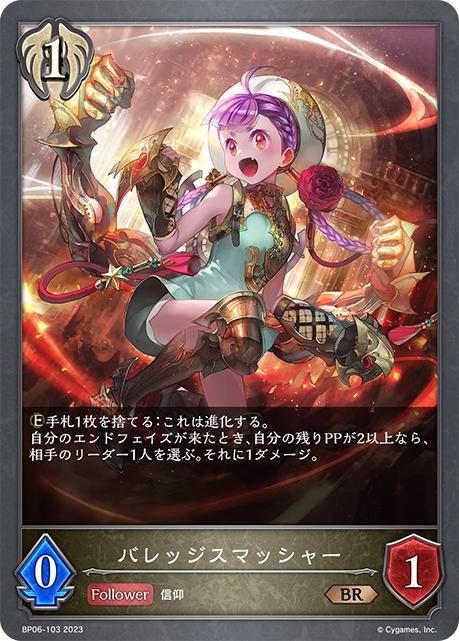 1
Ⓔ手札1枚を捨てる:これは進化する。
自分のエンドフェイズが来たとき、自分の残りPPが2以上なら、
相手のリーダー1人を選ぶ。それに1ダメージ。
バレッジスマッシャー
0
Follower 信仰
BR
1
BP06-103 2023
© Cygames, Inc.